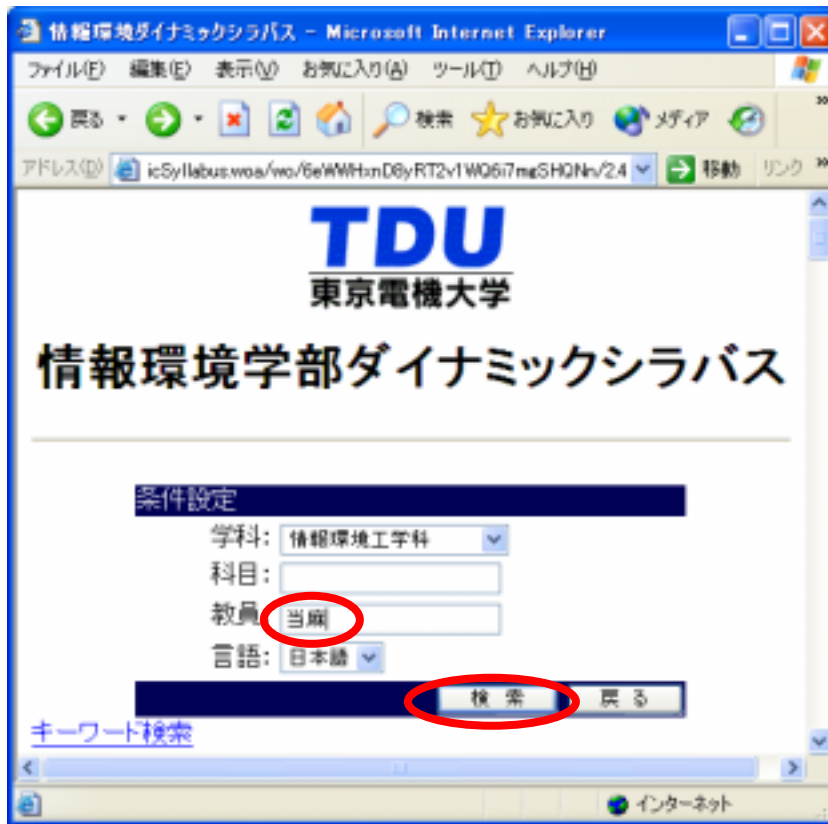 情報環境ダイナミックシラバス - Microsoft Internet Explorer
ファイル(F) 編集(E) 表示(V) お気に入り(A) ツール(T) ヘルプ(H)
戻る 検索 お気に入り メディア
アドレス(D) icSyllabus.woa/wo/6eWWHxnD8yRT2v1WQ6i7mgSHQNn/2.4 移動 リンク
TDU
東京電機大学
情報環境学部ダイナミックシラバス
条件設定
学科: 情報環境工学科
科目:
教員 当麻
言語: 日本語
検 索 戻 る
キーワード検索
インターネット